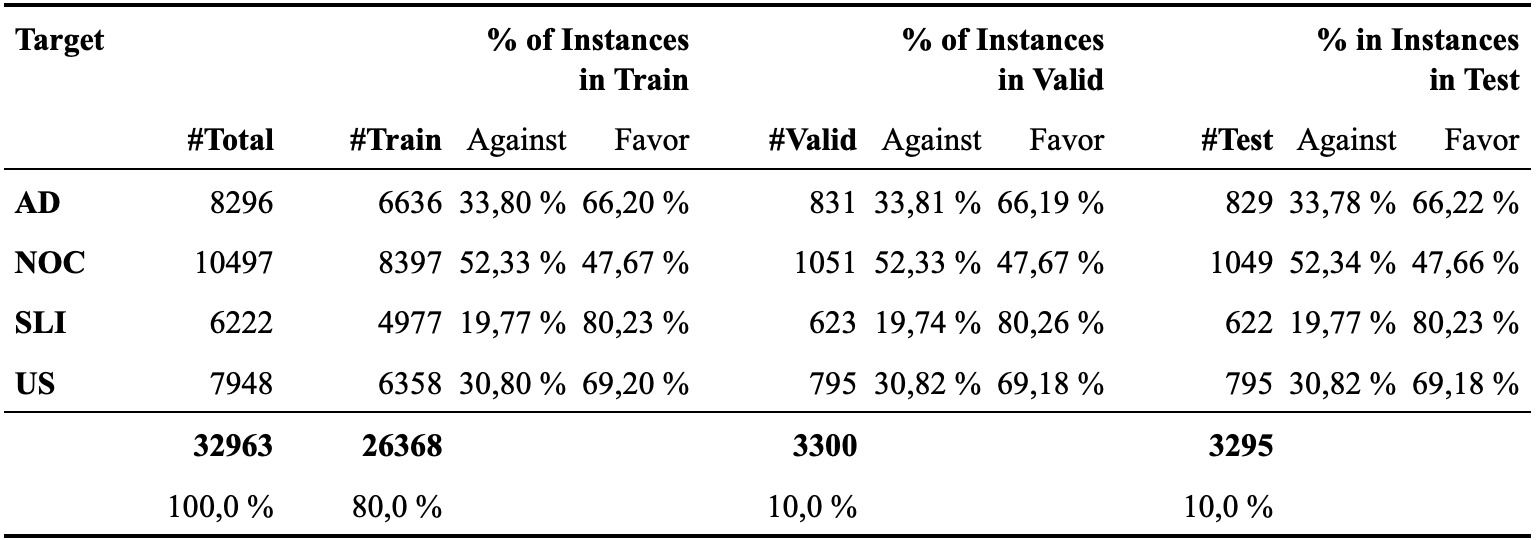 Target % of Instances % of Instances % in Instances
in Train in Valid in Test
#Total #Train Against Favor #Valid Against Favor #Test Against Favor
AD 8296 6636 33,80 % 66,20 % 831 33,81 % 66,19 % 829 33,78 % 66,22 %
NOC 10497 8397 52,33 % 47,67 % 1051 52,33 % 47,67 % 1049 52,34 % 47,66 %
SLI 6222 4977 19,77 % 80,23 % 623 19,74 % 80,26 % 622 19,77 % 80,23 %
US 7948 6358 30,80 % 69,20 % 795 30,82 % 69,18 % 795 30,82 % 69,18 %
32963 26368 3300 3295
100,0 % 80,0 % 10,0 % 10,0 %